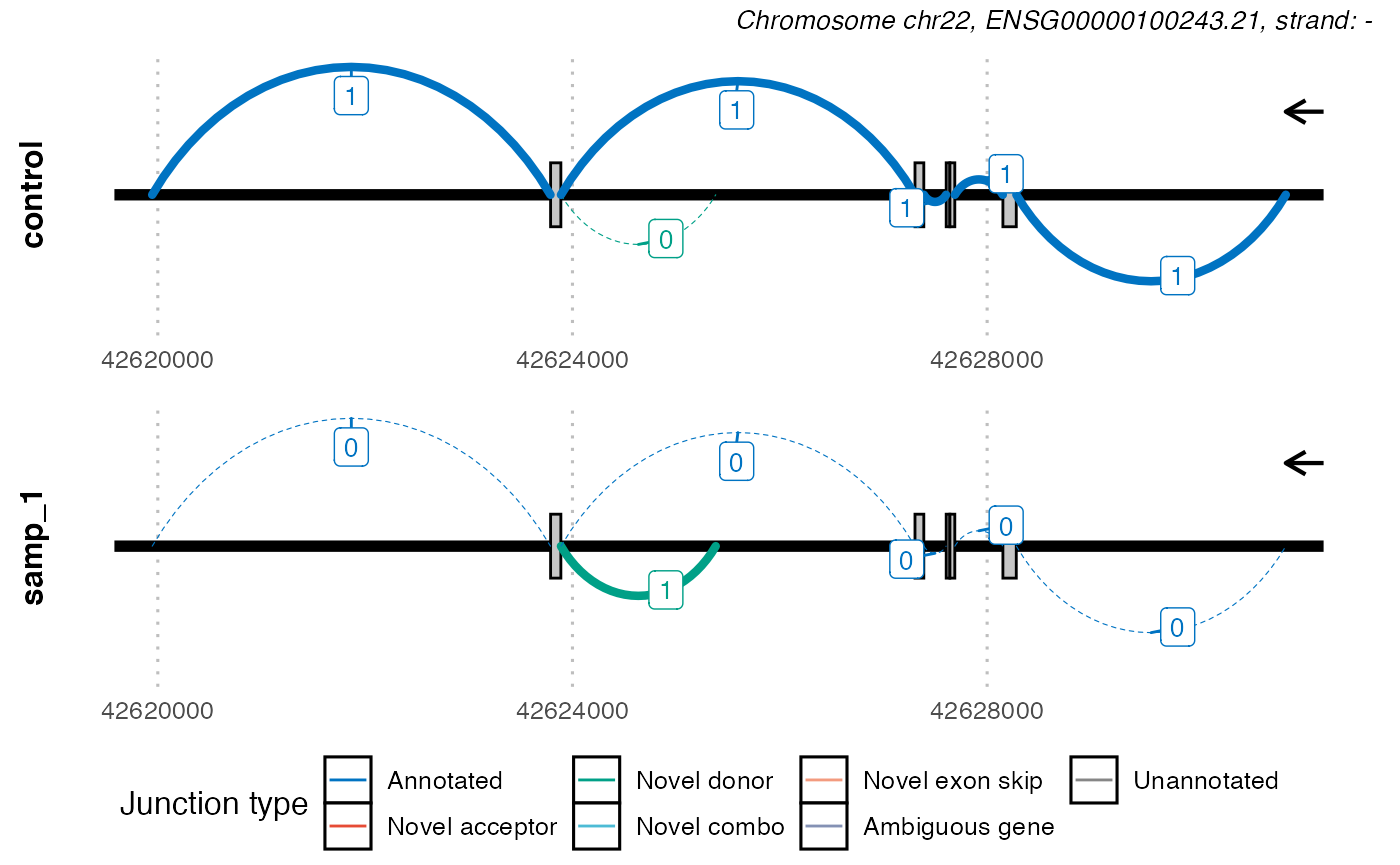 Chromosome chr22, ENSG00000100243.21, strand: -
control
1
1
1
1
1
0
42620000
42624000
42628000
samp_1
0
0
0
0
1
0
42620000
42624000
42628000
Junction type
Annotated
Novel donor
Novel exon skip
Unannotated
Novel acceptor
Novel combo
Ambiguous gene